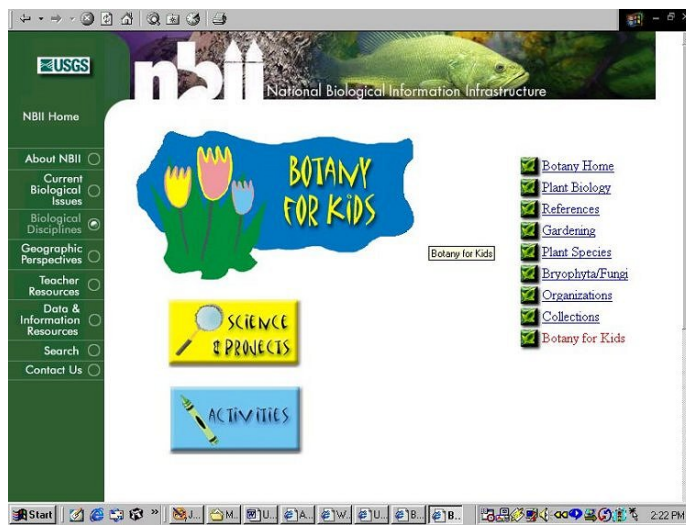 USGS
nbii
National Biological Information Infrastructure
NBII Home
About NBII
Current
Biological
Issues
Biological
Disciplines
Geographic
Perspectives
Teacher
Resources
Data &
Information
Resources
Search
Contact Us
BOTANY
FOR KIDS
Botany for Kids
SCIENCE
& PROJECTS
ACTIVITIES
Botany Home
Plant Biology
References
Gardening
Plant Species
Bryophyta/Fungi
Organizations
Collections
Botany for Kids
Start
J...
M..
U...
A...
W..
U...
B...
B...
2:22 PM